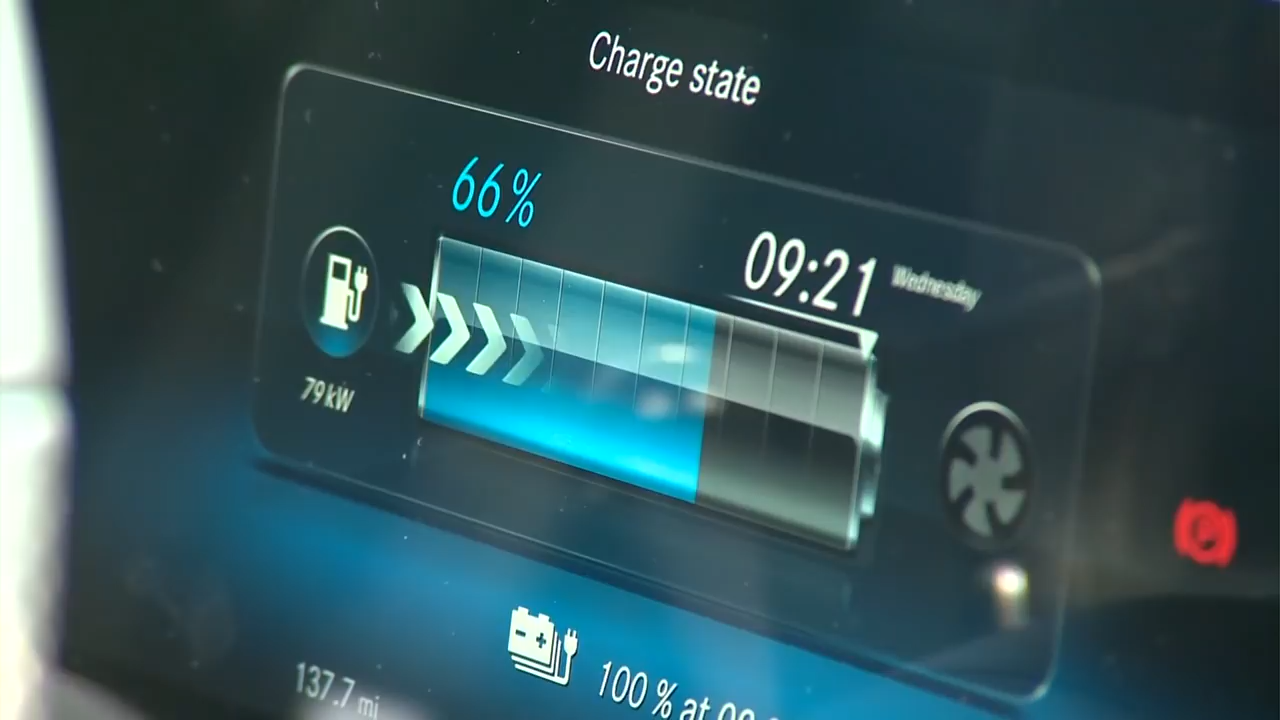 Charge state
66%
09:21 Wednesday
79 kW
100 % at
137.7 mi